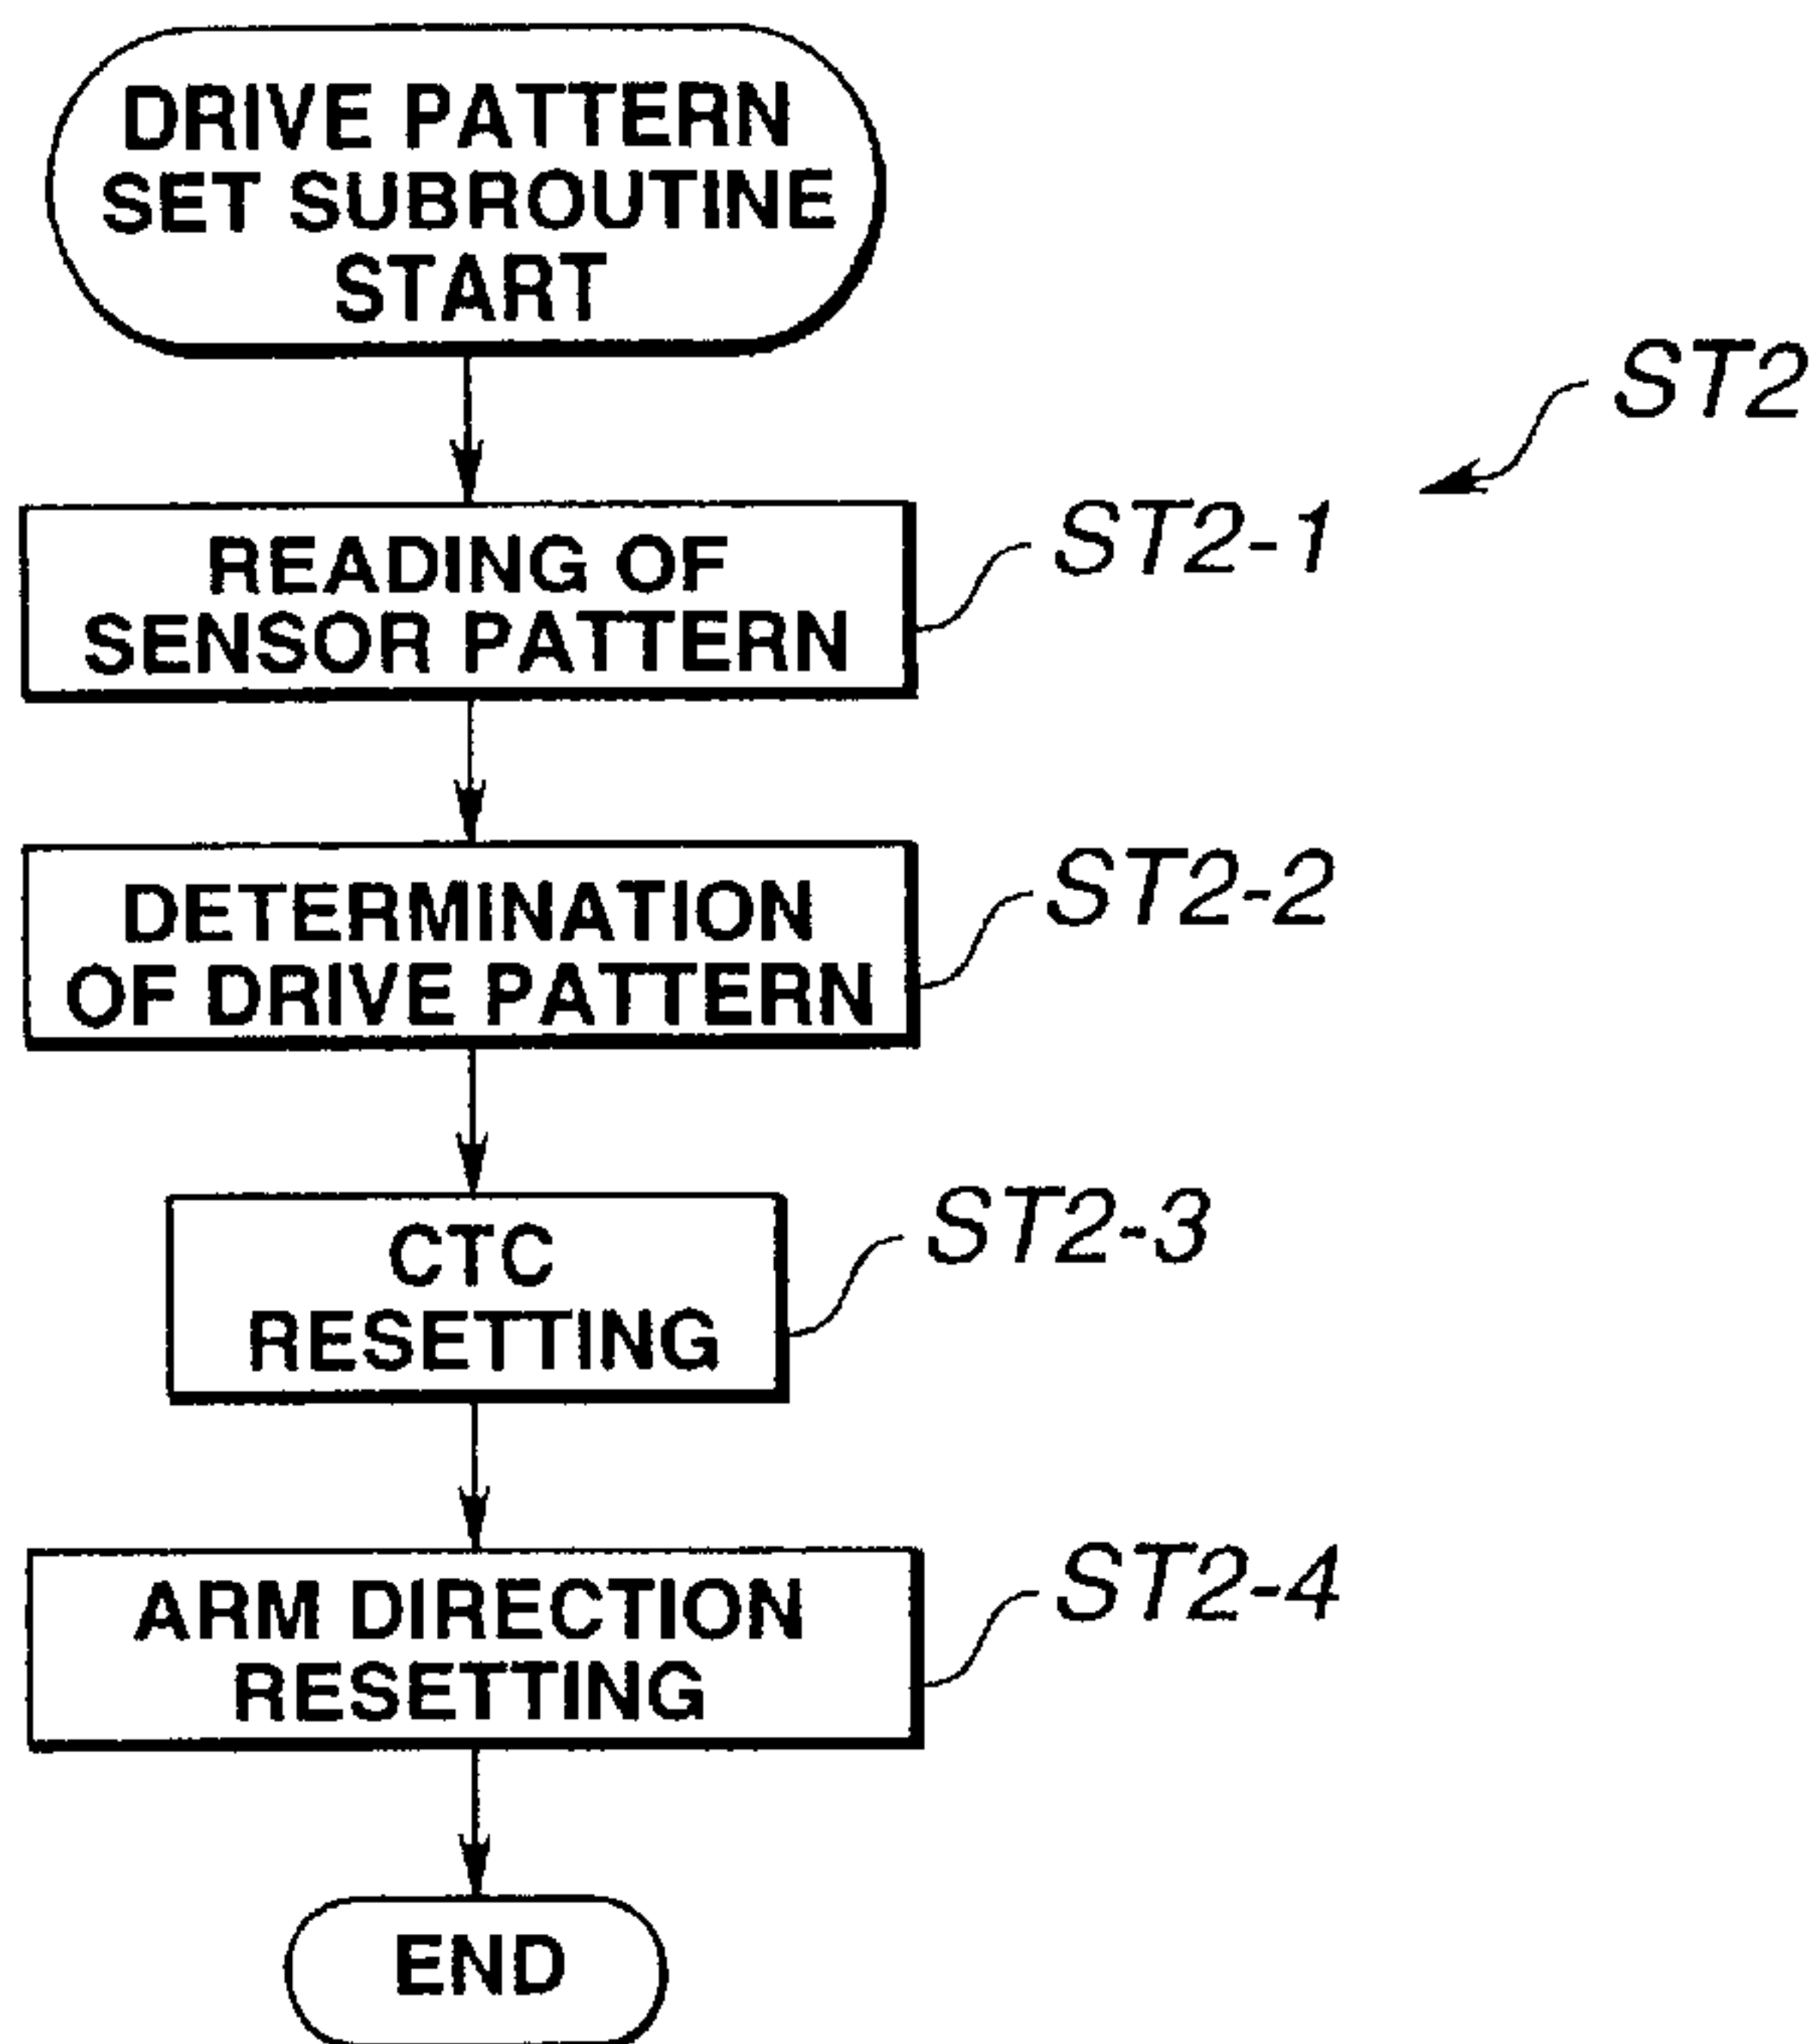 DRIVE PATTERN
SET SUBROUTINE
START
ST2
READING OF
SENSOR PATTERN
ST2-1
DETERMINATION
OF DRIVE PATTERN
ST2-2
CTC
RESETTING
ST2-3
ARM DIRECTION
RESETTING
ST2-4
END